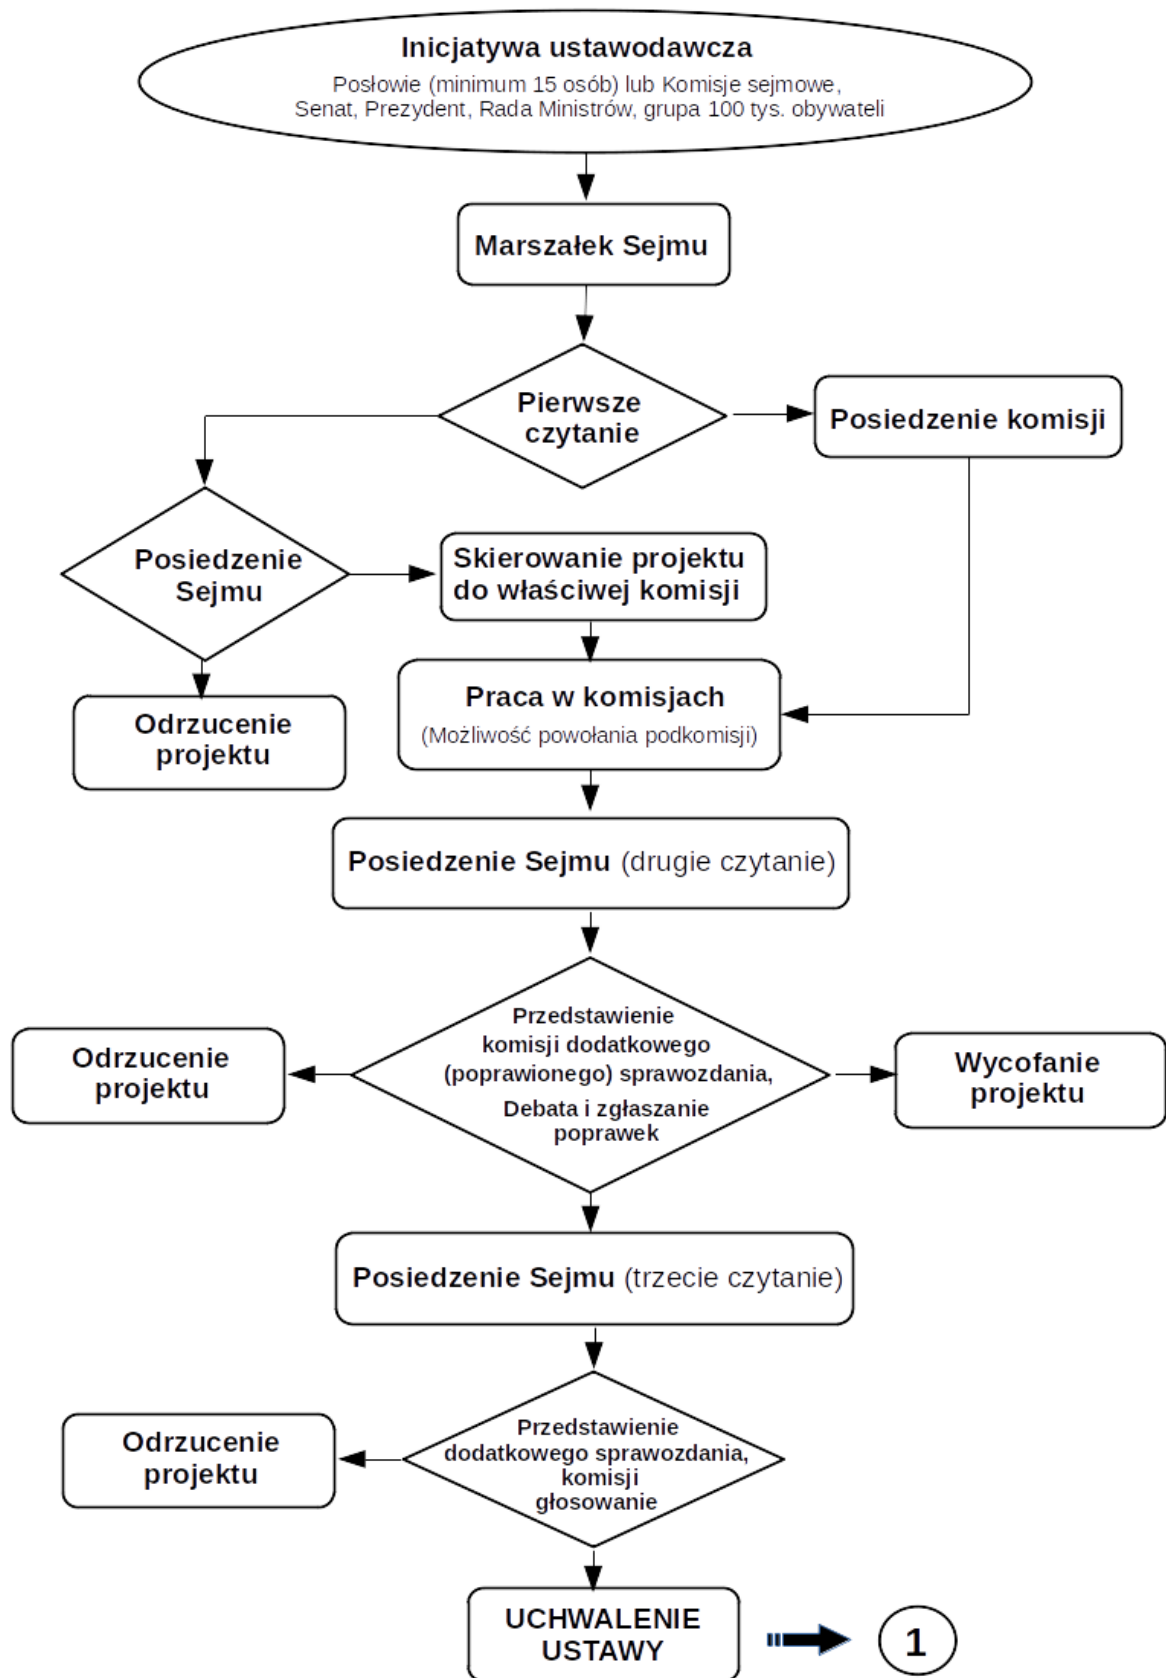 Inicjatywa ustawodawcza
Posłowie (minimum 15 osób) lub Komisje sejmowe,
Senat, Prezydent, Rada Ministrów, grupa 100 tys. obywateli
Marszałek Sejmu
Pierwsze
czytanie
Posiedzenie komisji
Posiedzenie
Sejmu
Skierowanie projektu
do właściwej komisji
Odrzucenie
projektu
Praca w komisjach
(Możliwość powołania podkomisji)
Posiedzenie Sejmu (drugie czytanie)
Przedstawienie
komisji dodatkowego
(poprawionego) sprawozdania,
Debata i zgłaszanie
poprawek
Odrzucenie
projektu
Wycofanie
projektu
Posiedzenie Sejmu (trzecie czytanie)
Przedstawienie
dodatkowego sprawozdania,
komisji
głosowanie
Odrzucenie
projektu
UCHWALENIE
USTAWY
1